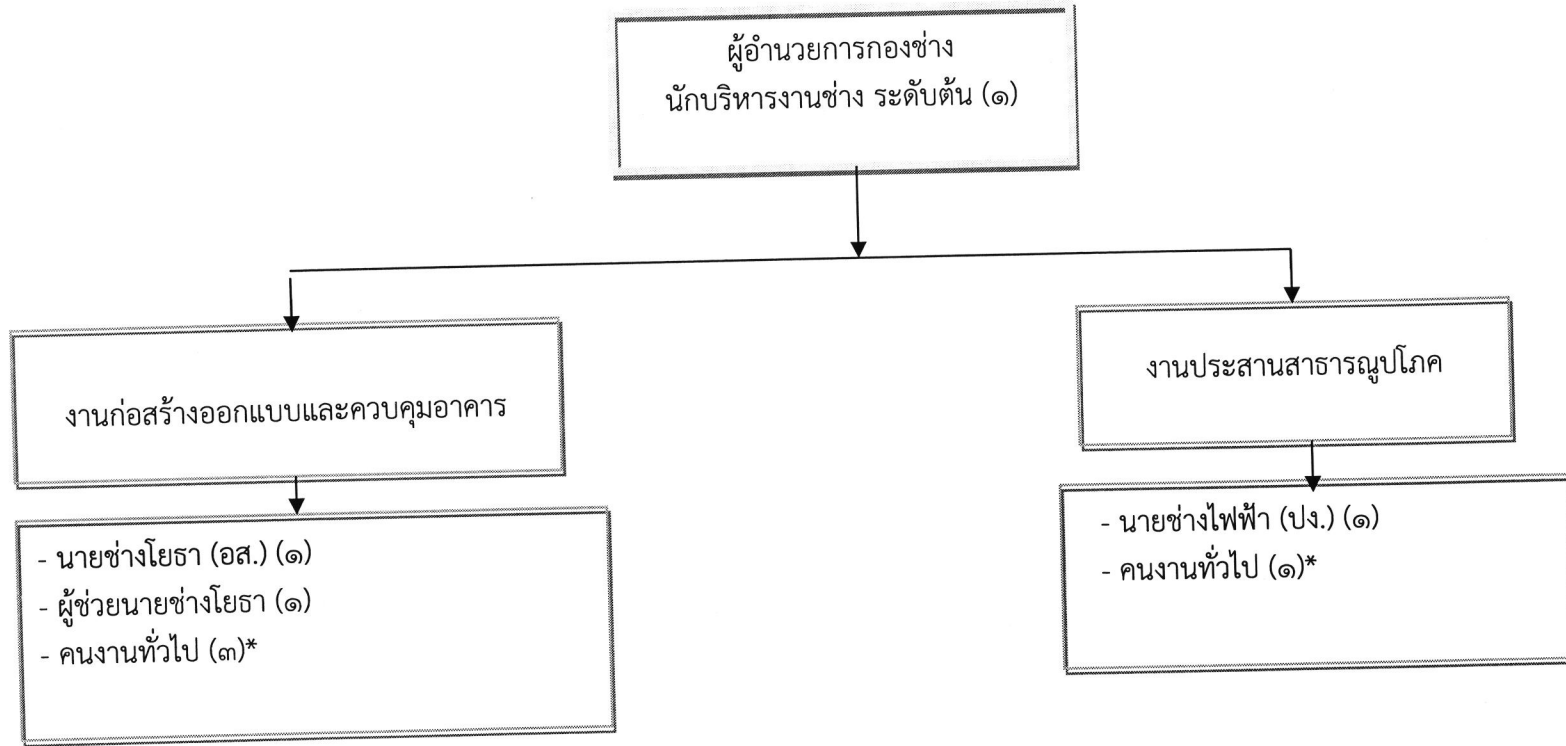 ผู้อำนวยการกองช่าง
นักบริหารงานช่าง ระดับต้น (๑)
งานก่อสร้างออกแบบและควบคุมอาคาร
- นายช่างโยธา (อส.) (๑)
- ผู้ช่วยนายช่างโยธา (๑)
- คนงานทั่วไป (๓)*
งานประสานสาธารณูปโภค
- นายช่างไฟฟ้า (ปง.) (๑)
- คนงานทั่วไป (๑)*